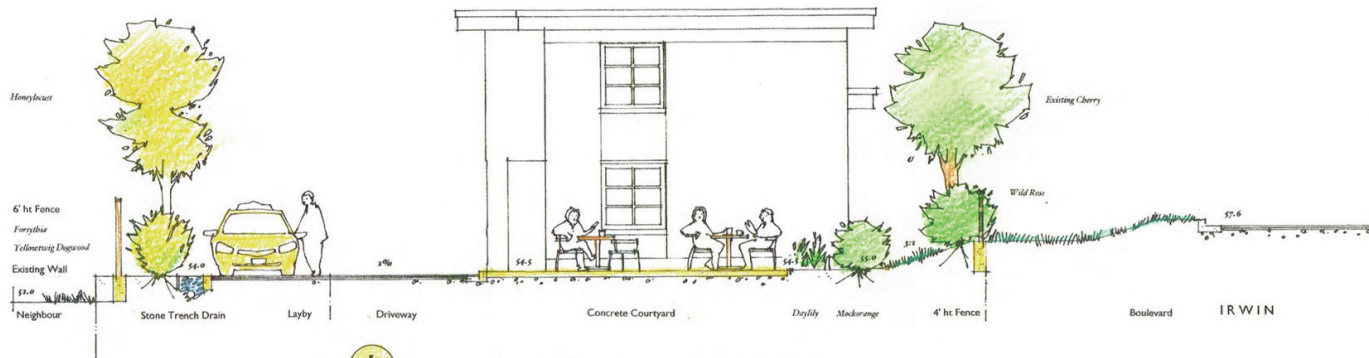 Honeylocust
Existing Cherry
Wild Rose
6' ht Fence
Forsythia
Yellowtwig Dogwood
Existing Wall
52.0
54.0
2%
54.5
54.5
55.0
3:1
57.6
Neighbour
Stone Trench Drain
Layby
Driveway
Concrete Courtyard
Daylily
Mockorange
4' ht Fence
Boulevard
IRWIN